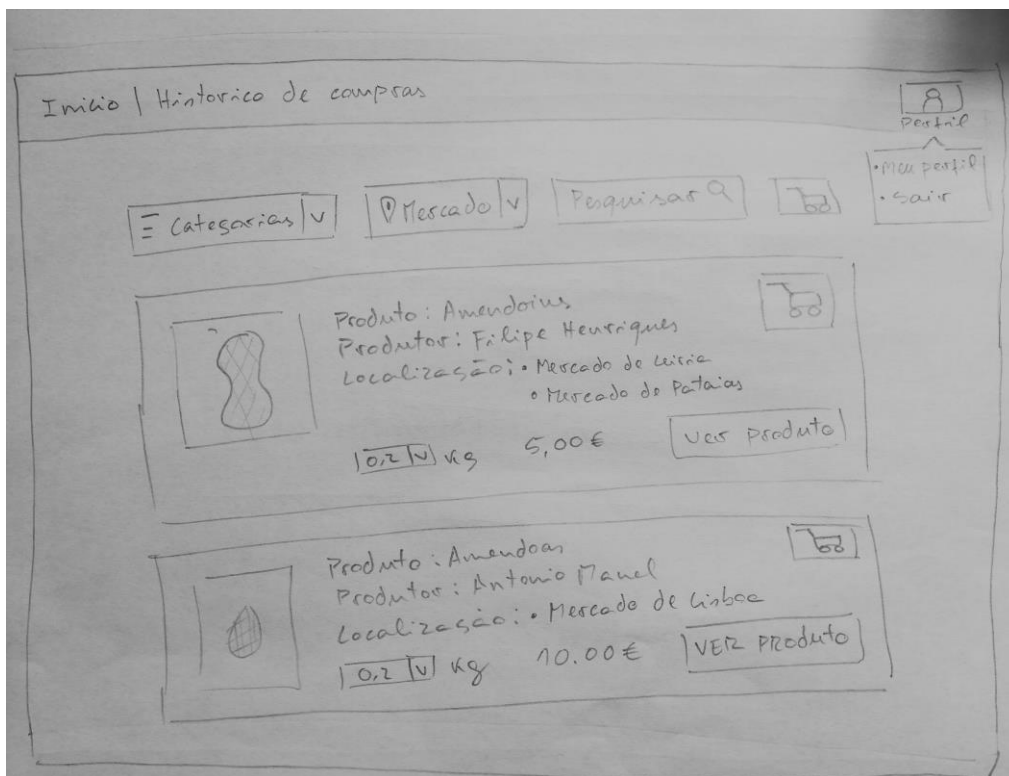 Inicio | Historico de compras
Perfil
• Meu perfil
• Sair
Categorias
Mercado
Pesquisar
Produto: Amendoins
Produtor: Filipe Henriques
Localização: • Mercado de Leiria
• Mercado de Pataias
0,2 kg 5,00€ Ver produto
Produto: Amendoas
Produtor: Antonio Manel
Localização: • Mercado de Lisboa
0,2 kg 10.00€ VER PRODUTO